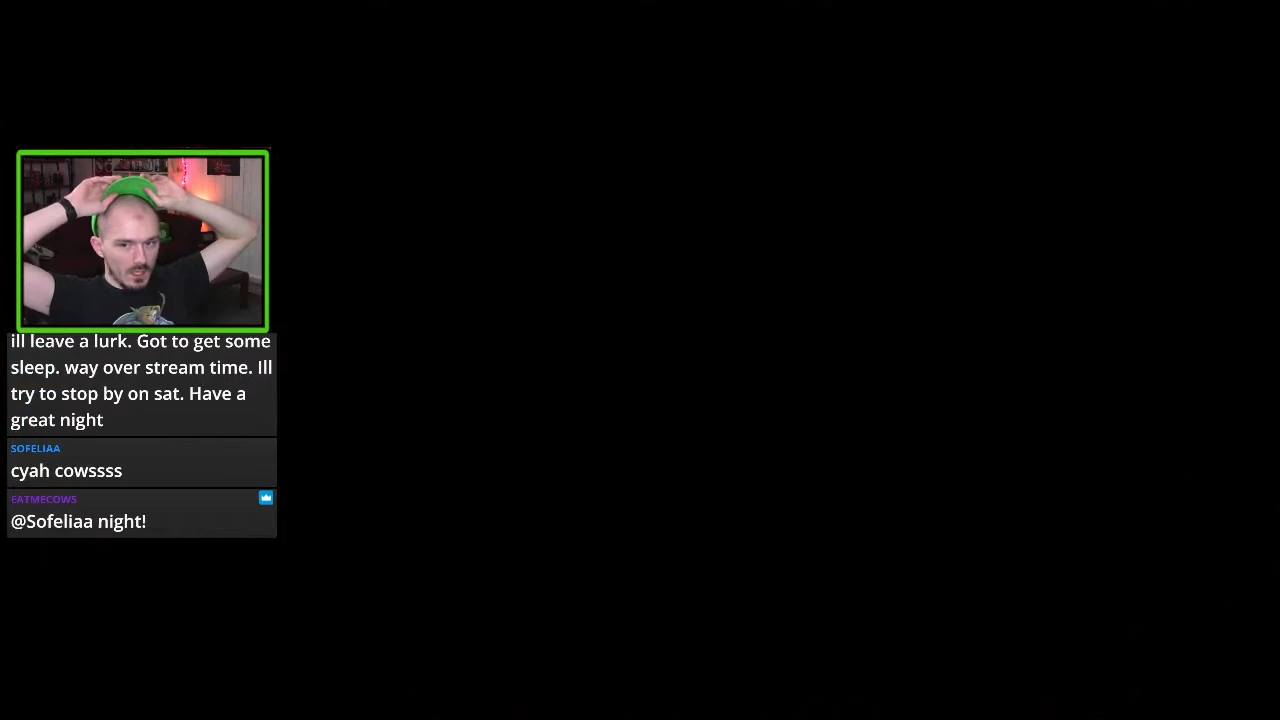 ill leave a lurk. Got to get some
sleep. way over stream time. Ill
try to stop by on sat. Have a
great night
SOFELIAA
cyah cowssss
EATMECOWS
@Sofeliaa night!